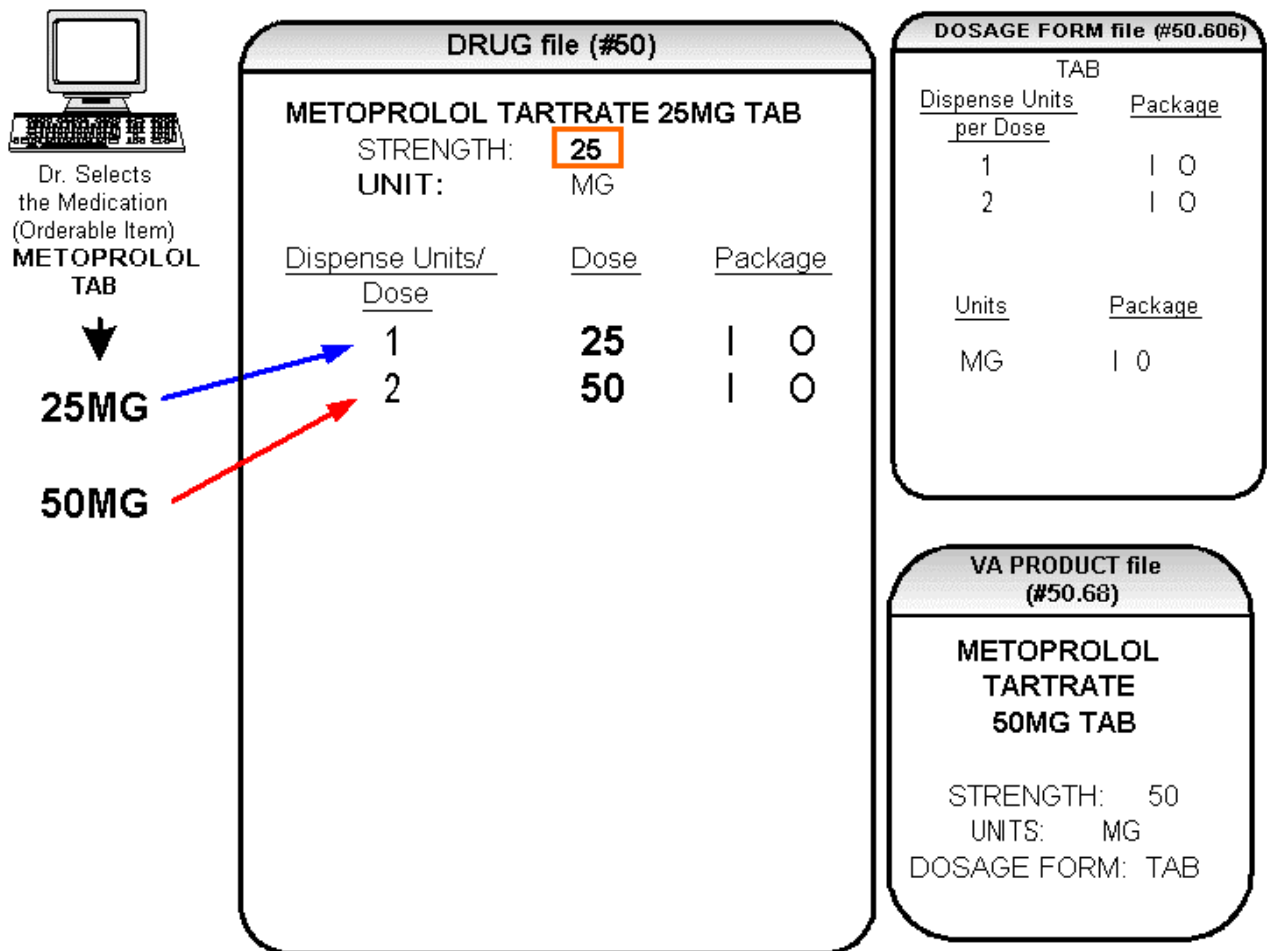 Dr. Selects
the Medication
(Orderable Item)
METOPROLOL
TAB
25MG
50MG
DRUG file (#50)
METOPROLOL TARTRATE 25MG TAB
STRENGTH: 25
UNIT: MG
Dispense Units/ Dose Package
Dose
1 25 I O
2 50 I O
DOSAGE FORM file (#50.606)
TAB
Dispense Units Package
per Dose
1 I O
2 I O
Units Package
MG I 0
VA PRODUCT file
(#50.68)
METOPROLOL
TARTRATE
50MG TAB
STRENGTH: 50
UNITS: MG
DOSAGE FORM: TAB